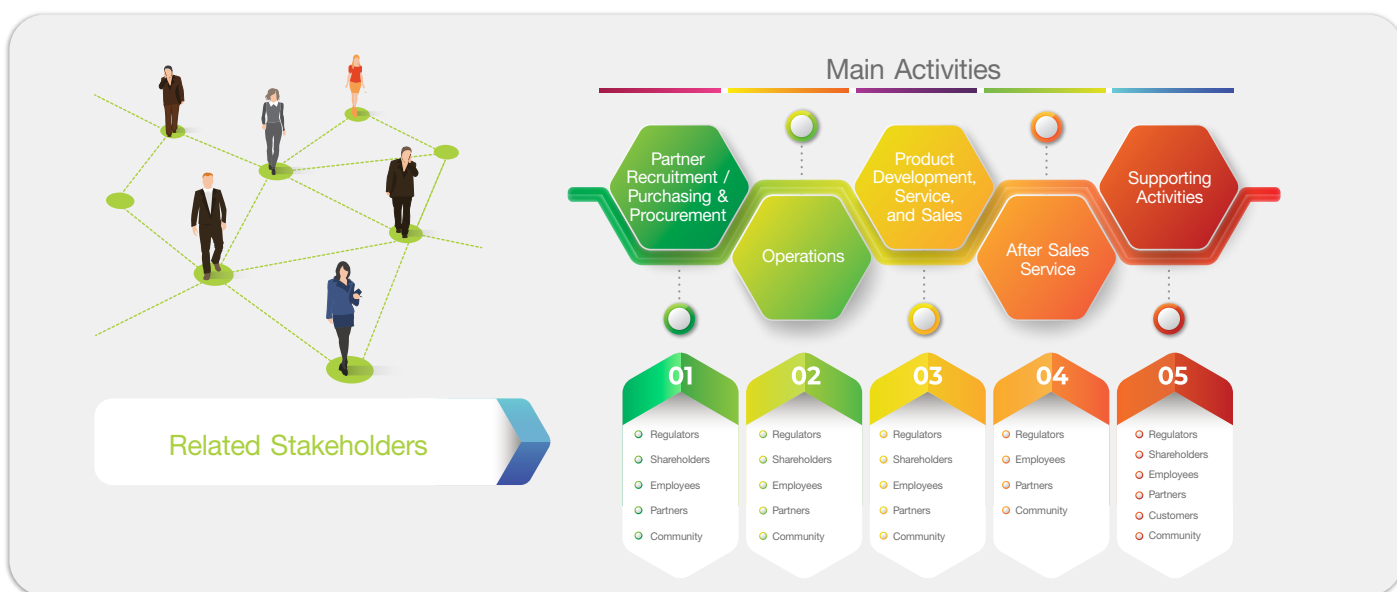 Main Activities
Partner
Recruitment /
Purchasing &
Procurement
Operations
Product
Development,
Service,
and Sales
After Sales
Service
Supporting
Activities
Related Stakeholders
01
Regulators
Shareholders
Employees
Partners
Community
02
Regulators
Shareholders
Employees
Partners
Community
03
Regulators
Shareholders
Employees
Partners
Community
04
Regulators
Employees
Partners
Community
05
Regulators
Shareholders
Employees
Partners
Customers
Community